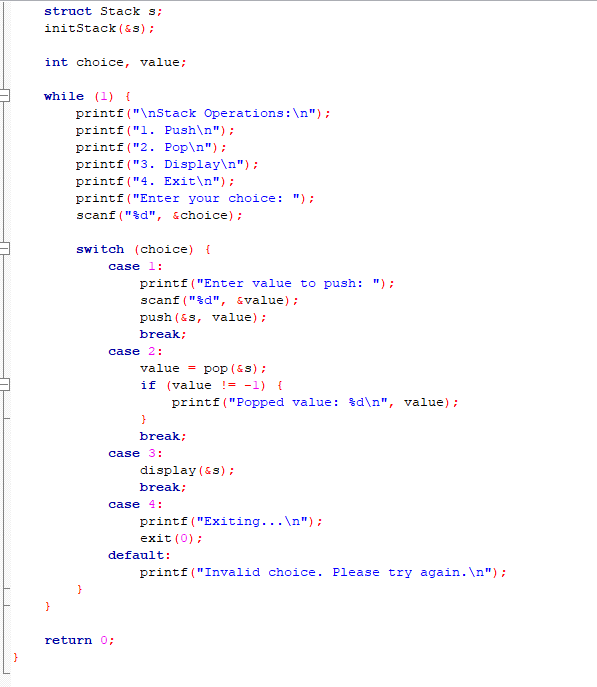 struct Stack s;
initStack(&s);
int choice, value;
while (1) {
printf("\nStack Operations:\n");
printf("1. Push\n");
printf("2. Pop\n");
printf("3. Display\n");
printf("4. Exit\n");
printf("Enter your choice: ");
scanf("%d", &choice);
switch (choice) {
case 1:
printf("Enter value to push: ");
scanf("%d", &value);
push(&s, value);
break;
case 2:
value = pop(&s);
if (value != -1) {
printf("Popped value: %d\n", value);
}
break;
case 3:
display(&s);
break;
case 4:
printf("Exiting...\n");
exit(0);
default:
printf("Invalid choice. Please try again.\n");
}
}
return 0;
}